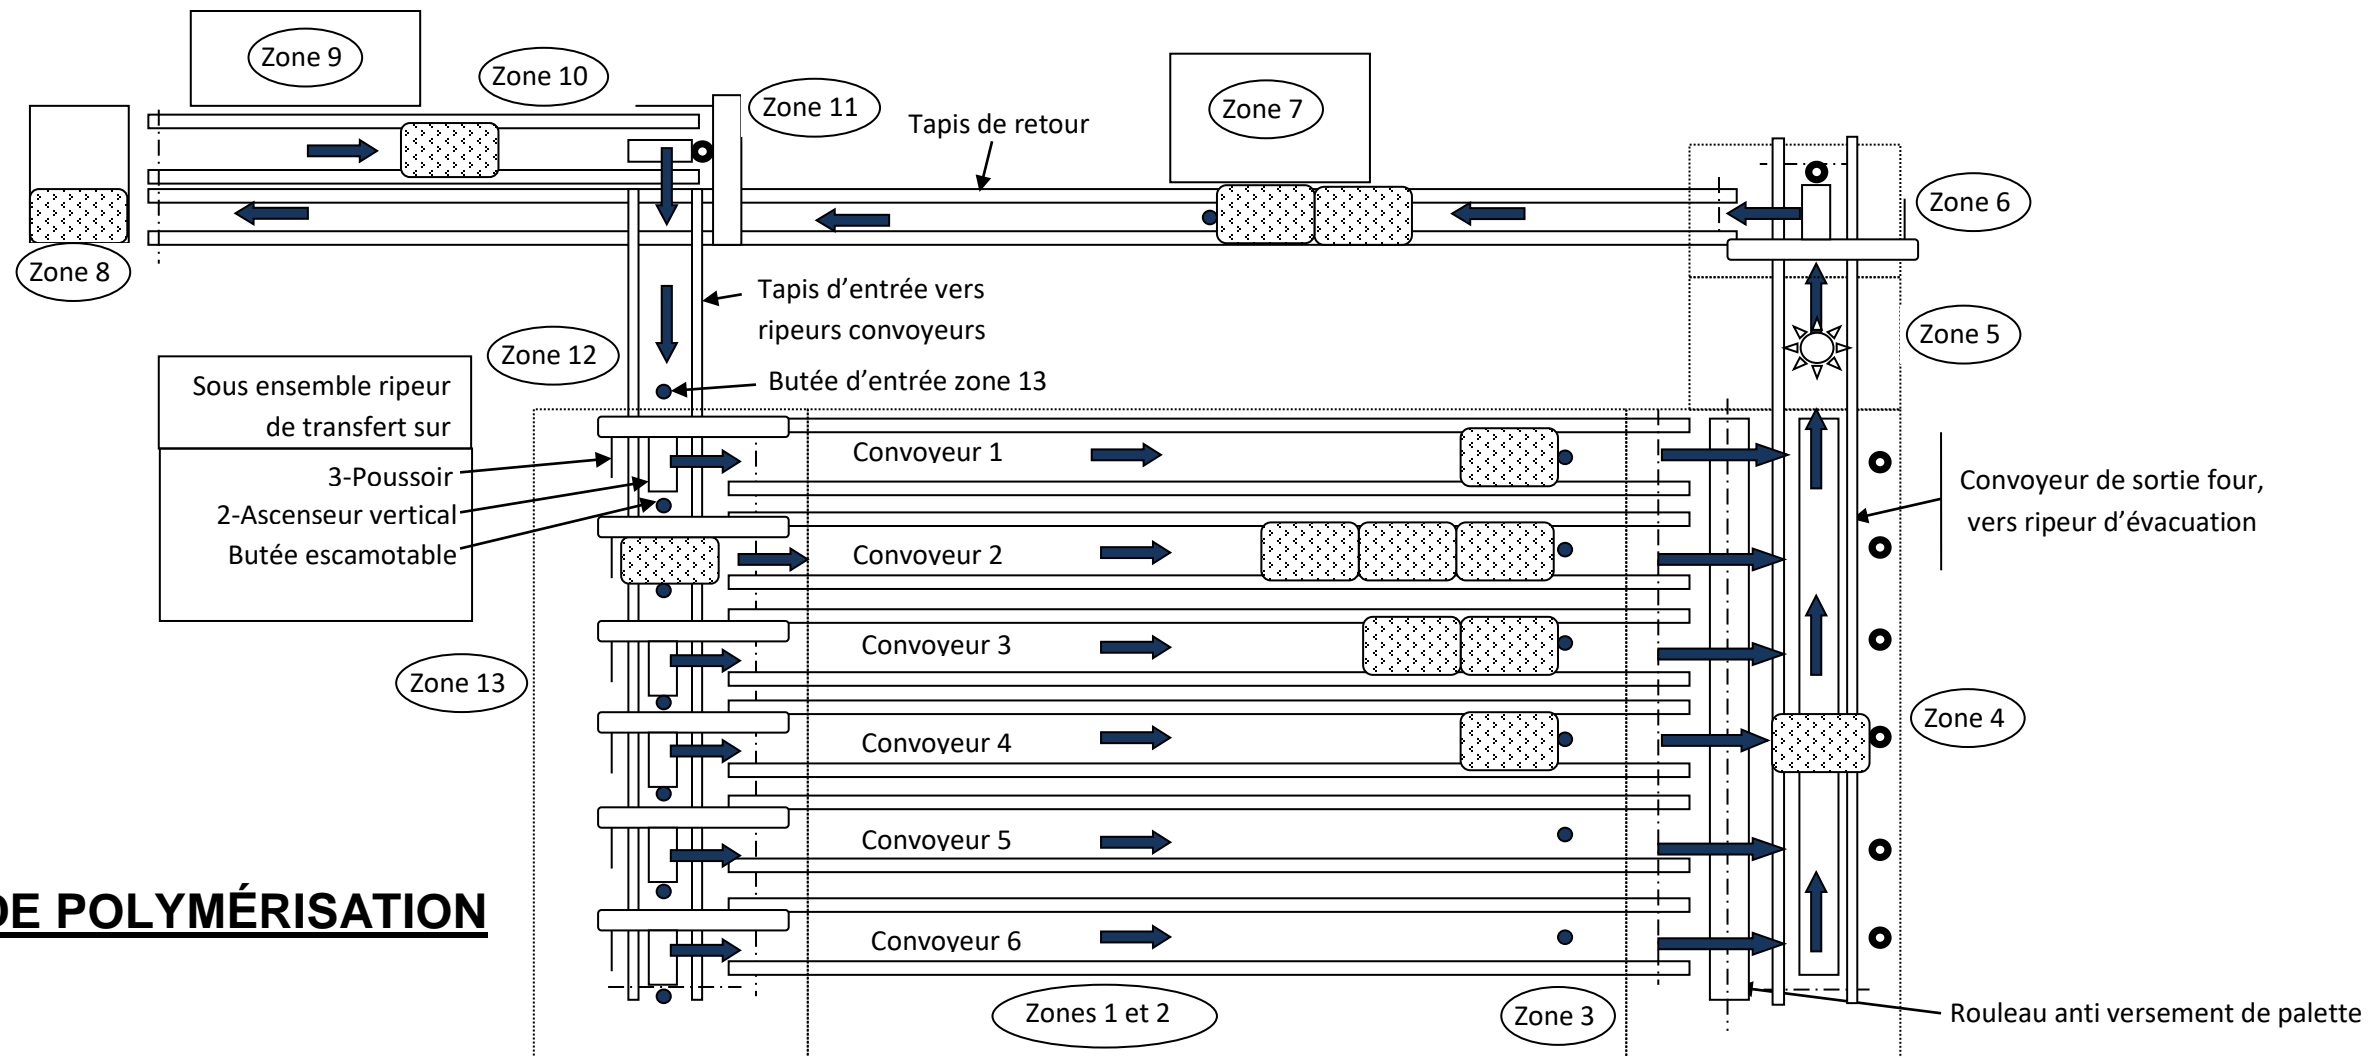 Zone 9
Zone 10
Zone 11
Tapis de retour
Zone 7
Zone 6
Zone 8
Tapis d’entrée vers
ripeurs convoyeurs
Zone 12
Zone 5
Butée d’entrée zone 13
Sous ensemble ripeur
de transfert sur
3-Poussoir
2-Ascenseur vertical
Butée escamotable
Convoyeur 1
Convoyeur de sortie four,
vers ripeur d’évacuation
Convoyeur 2
Convoyeur 3
Zone 13
Zone 4
Convoyeur 4
Convoyeur 5
DE POLYMÉRISATION
Convoyeur 6
Zones 1 et 2
Zone 3
Rouleau anti versement de palette